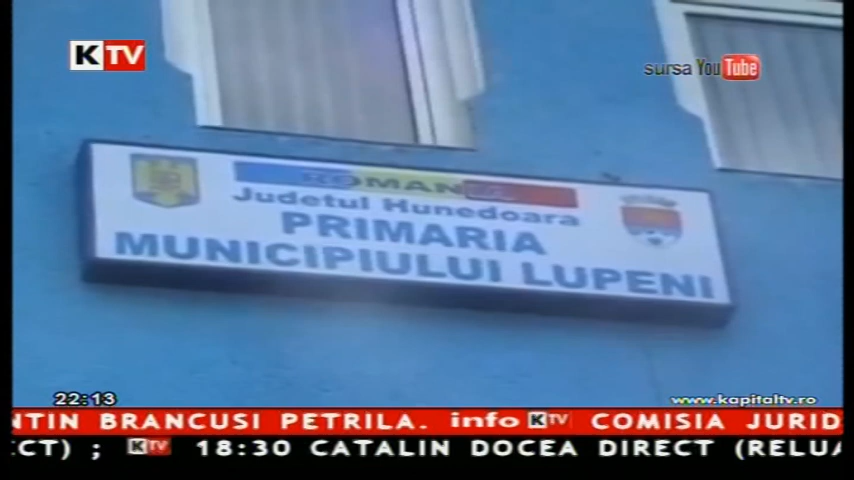 KTV
sursa YouTube
ROMANIA
Judetul Hunedoara
PRIMARIA
MUNICIPIULUI LUPENI
22:13
www.kapitaltv.ro
NTIN BRANCUSI PETRILA. info KTV COMISIA JURID
CT) ; KTV 18:30 CATALIN DOCEA DIRECT (RELUA